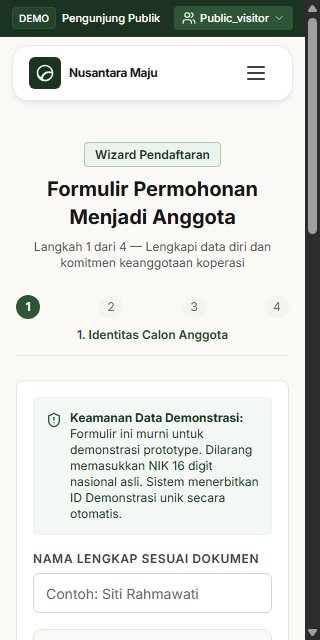 DEMO Pengunjung Publik Public_visitor
Nusantara Maju
Wizard Pendaftaran
Formulir Permohonan
Menjadi Anggota
Langkah 1 dari 4 — Lengkapi data diri dan
komitmen keanggotaan koperasi
1 2 3 4
1. Identitas Calon Anggota
Keamanan Data Demonstrasi:
Formulir ini murni untuk
demonstrasi prototype. Dilarang
memasukkan NIK 16 digit
nasional asli. Sistem menerbitkan
ID Demonstrasi unik secara
otomatis.
NAMA LENGKAP SESUAI DOKUMEN
Contoh: Siti Rahmawati